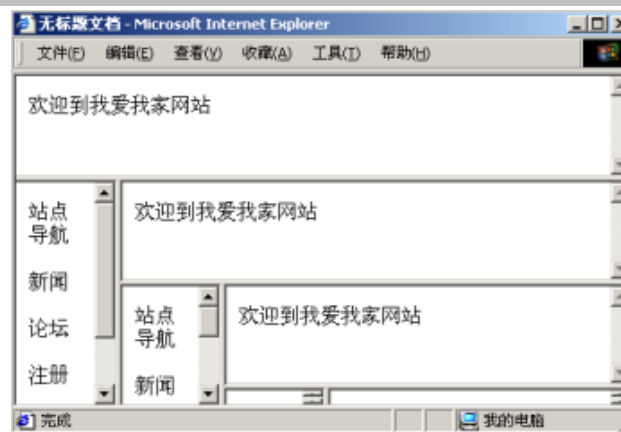 无标题文档 - Microsoft Internet Explorer
文件(F) 编辑(E) 查看(V) 收藏(A) 工具(T) 帮助(H)
欢迎到我爱我家网站
站点
导航
新闻
论坛
注册
欢迎到我爱我家网站
站点
导航
新闻
欢迎到我爱我家网站
完成
我的电脑